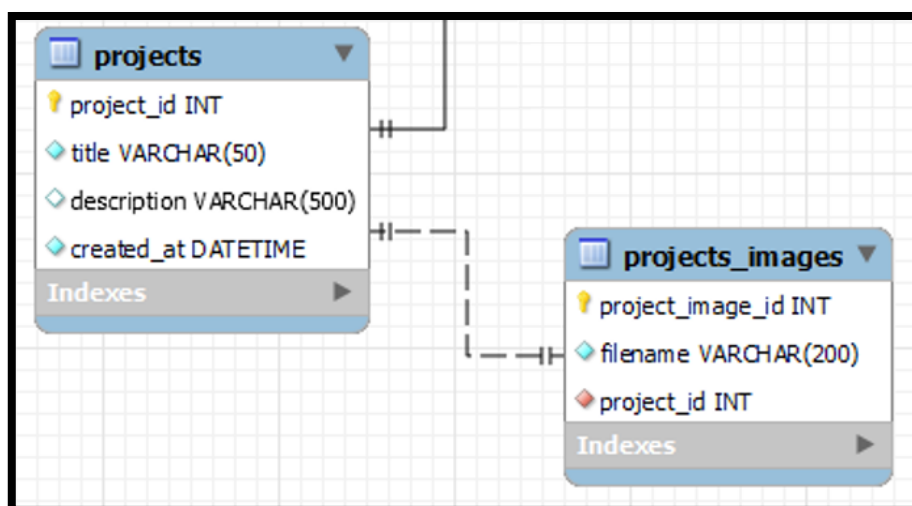 projects
project_id INT
title VARCHAR(50)
description VARCHAR(500)
created_at DATETIME
Indexes
projects_images
project_image_id INT
filename VARCHAR(200)
project_id INT
Indexes